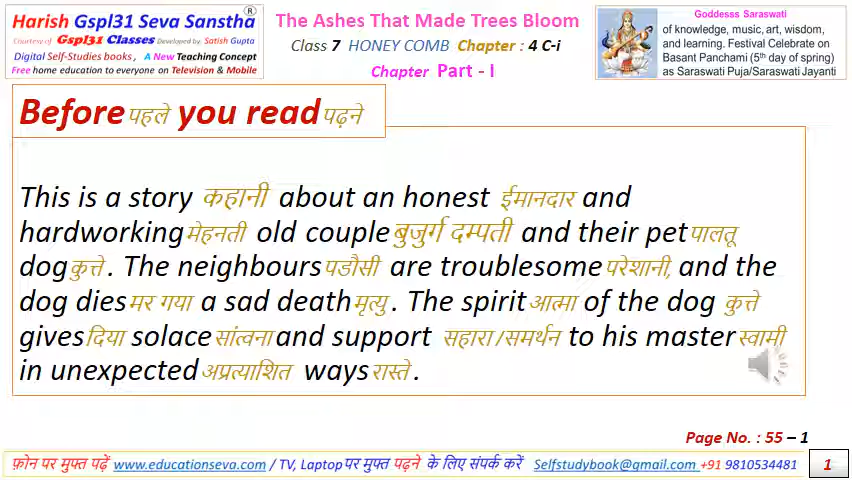 Harish Gspl31 Seva Sanstha ®
Courtesy of Gspl31 Classes Developed by Satish Gupta
Digital Self-Studies books, A New Teaching Concept
Free home education to everyone on Television & Mobile
The Ashes That Made Trees Bloom
Class 7 HONEY COMB Chapter : 4 C-i
Chapter Part - I
Goddesss Saraswati
of knowledge, music, art, wisdom,
and learning. Festival Celebrate on
Basant Panchami (5th day of spring)
as Saraswati Puja/Saraswati Jayanti
Before पहले you read पढ़ने
This is a story कहानी about an honest ईमानदार and
hardworking मेहनती old couple बुजुर्ग दम्पती and their pet पालतू
dog कुत्ते . The neighbours पडौसी are troublesome परेशानी, and the
dog dies मर गया a sad death मृत्यु . The spirit आत्मा of the dog कुत्ते
gives दिया solace सांत्वना and support सहारा/समर्थन to his master स्वामी
in unexpected अप्रत्याशित ways रास्ते .
Page No. : 55 – 1
फ़ोन पर मुफ्त पढ़ें www.educationseva.com / TV, Laptop पर मुफ्त पढ़ने के लिए संपर्क करें Selfstudybook@gmail.com +91 9810534481
1